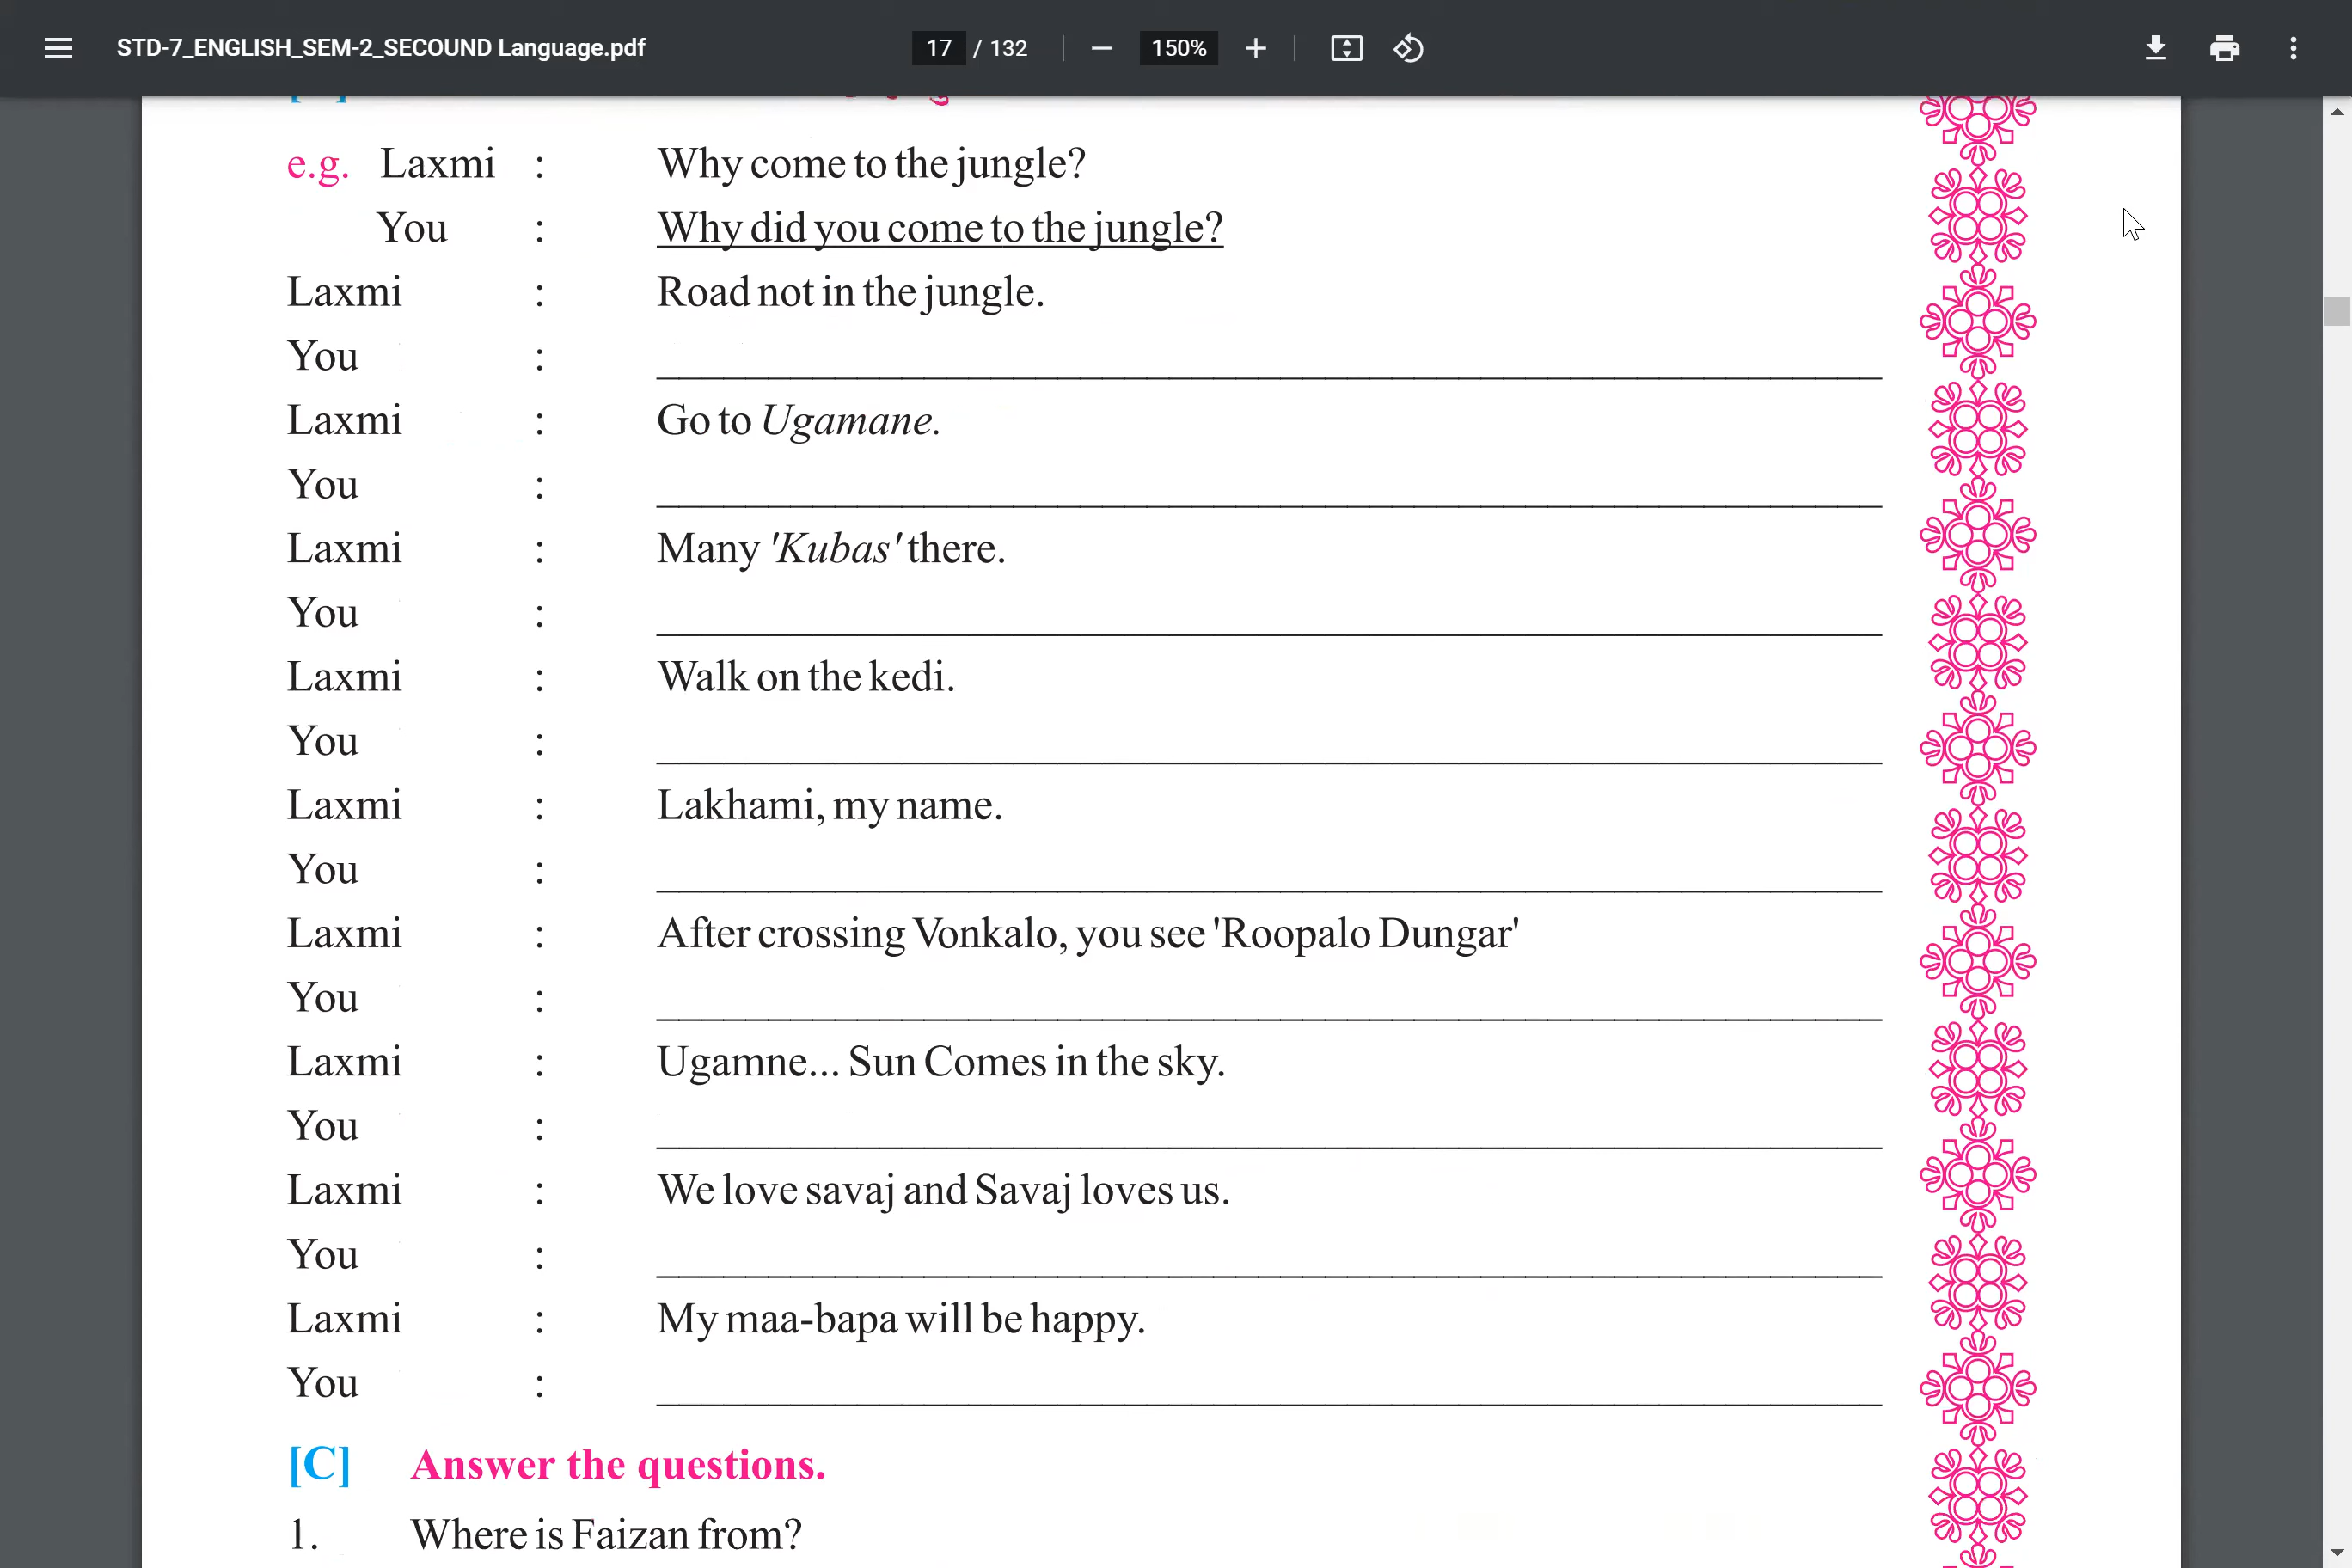 STD-7_ENGLISH_SEM-2_SECOUND Language.pdf 17 / 132 150%
e.g. Laxmi : Why come to the jungle?
You : Why did you come to the jungle?
Laxmi : Road not in the jungle.
You :
Laxmi : Go to Ugamane.
You :
Laxmi : Many 'Kubas' there.
You :
Laxmi : Walk on the kedi.
You :
Laxmi : Lakhami, my name.
You :
Laxmi : After crossing Vonkalo, you see 'Roopalo Dungar'
You :
Laxmi : Ugamne... Sun Comes in the sky.
You :
Laxmi : We love savaj and Savaj loves us.
You :
Laxmi : My maa-bapa will be happy.
You :
[C] Answer the questions.
1. Where is Faizan from?